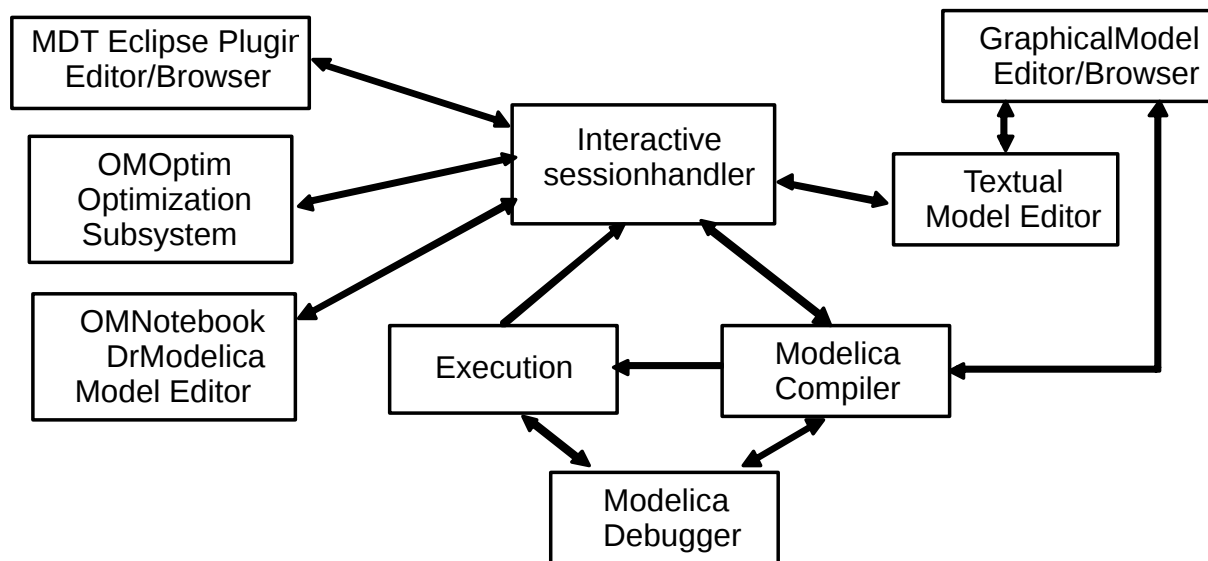 MDT Eclipse Plugin
Editor/Browser
GraphicalModel
Editor/Browser
Interactive
sessionhandler
OMOptim
Optimization
Subsystem
Textual
Model Editor
OMNotebook
DrModelica
Model Editor
Execution
Modelica
Compiler
Modelica
Debugger